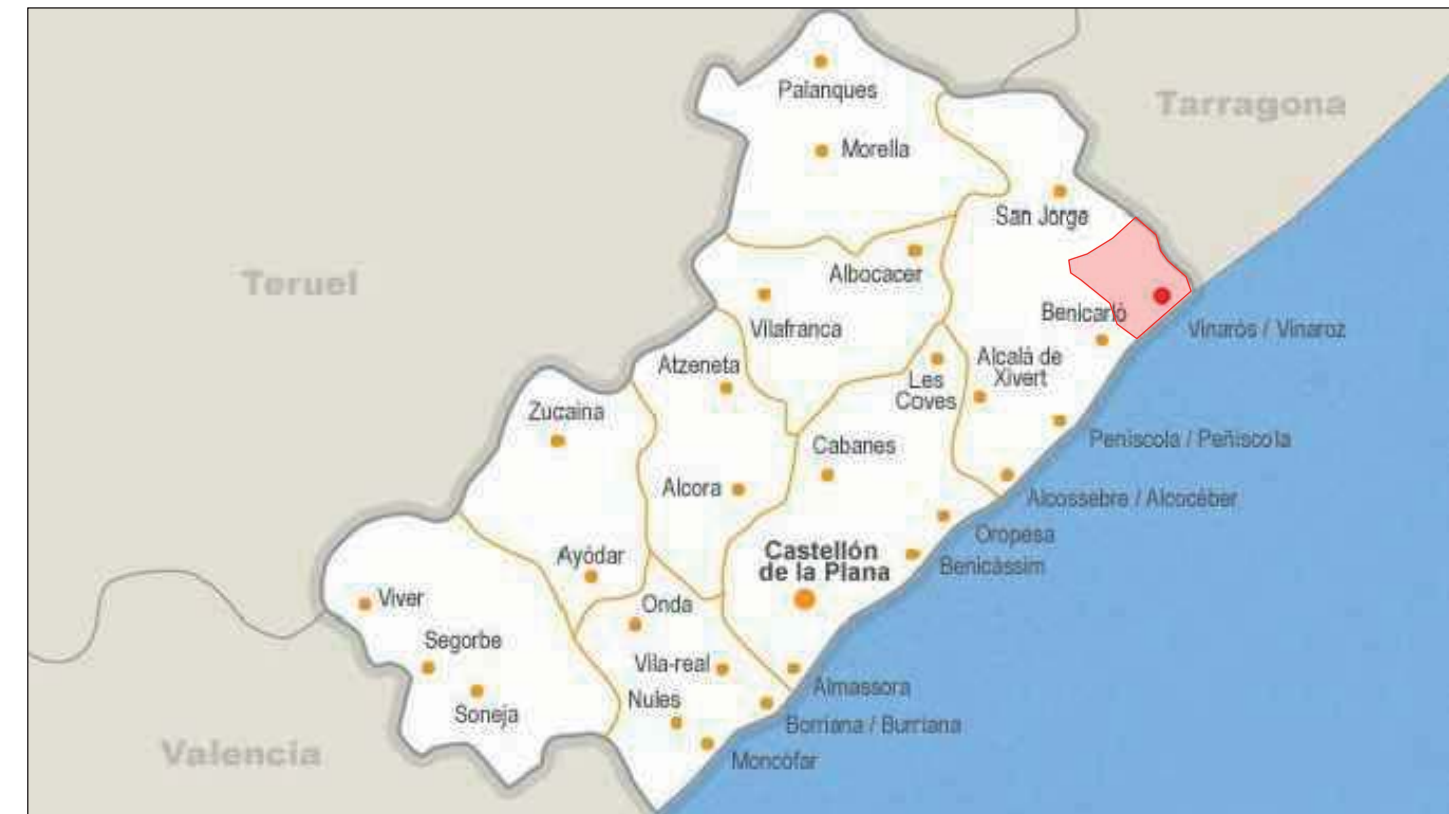 Palanques
Tarragona
Morella
San Jorge
Teruel
Albocacer
Benicarló
Vinaròs / Vinaroz
Vilafranca
Atzeneta
Alcalà de
Xivert
Les
Coves
Zucaina
Peníscola / Peñiscola
Cabanes
Alcora
Alcossebre / Alcocéber
Oropesa
Castellón
de la Plana
Ayódar
Benicàssim
Viver
Onda
Segorbe
Vila-real
Almassora
Nules
Soneja
Borriana / Burriana
Valencia
Moncófar